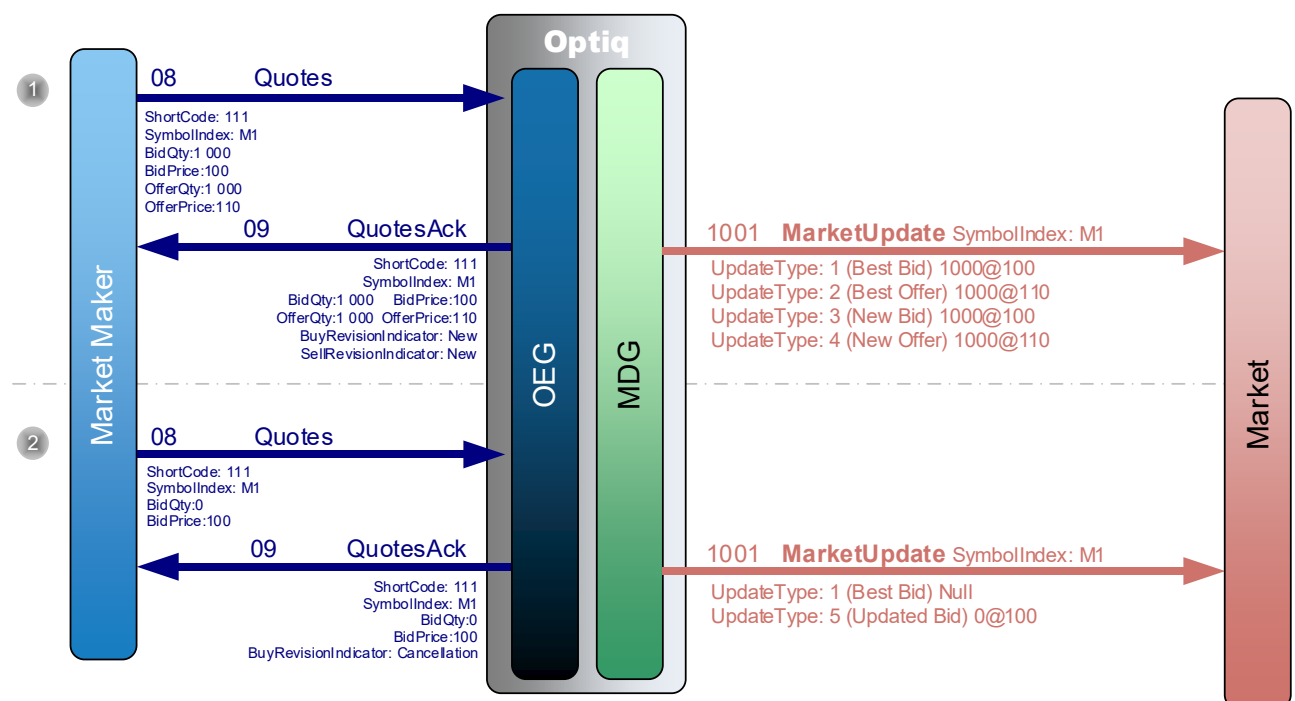 Optiq
1
08 Quotes
ShortCode: 111
SymbolIndex: M1
BidQty:1 000
BidPrice:100
OfferQty:1 000
OfferPrice:110
09 QuotesAck
ShortCode: 111
SymbolIndex: M1
BidQty:1 000 BidPrice:100
OfferQty:1 000 OfferPrice:110
BuyRevisionIndicator: New
SellRevisionIndicator: New
1001 MarketUpdate SymbolIndex: M1
UpdateType: 1 (Best Bid) 1000@100
UpdateType: 2 (Best Offer) 1000@110
UpdateType: 3 (New Bid) 1000@100
UpdateType: 4 (New Offer) 1000@110
Market Maker
OEG
MDG
Market
2
08 Quotes
ShortCode: 111
SymbolIndex: M1
BidQty:0
BidPrice:100
09 QuotesAck
ShortCode: 111
SymbolIndex: M1
BidQty:0
BidPrice:100
BuyRevisionIndicator: Cancellation
1001 MarketUpdate SymbolIndex: M1
UpdateType: 1 (Best Bid) Null
UpdateType: 5 (Updated Bid) 0@100